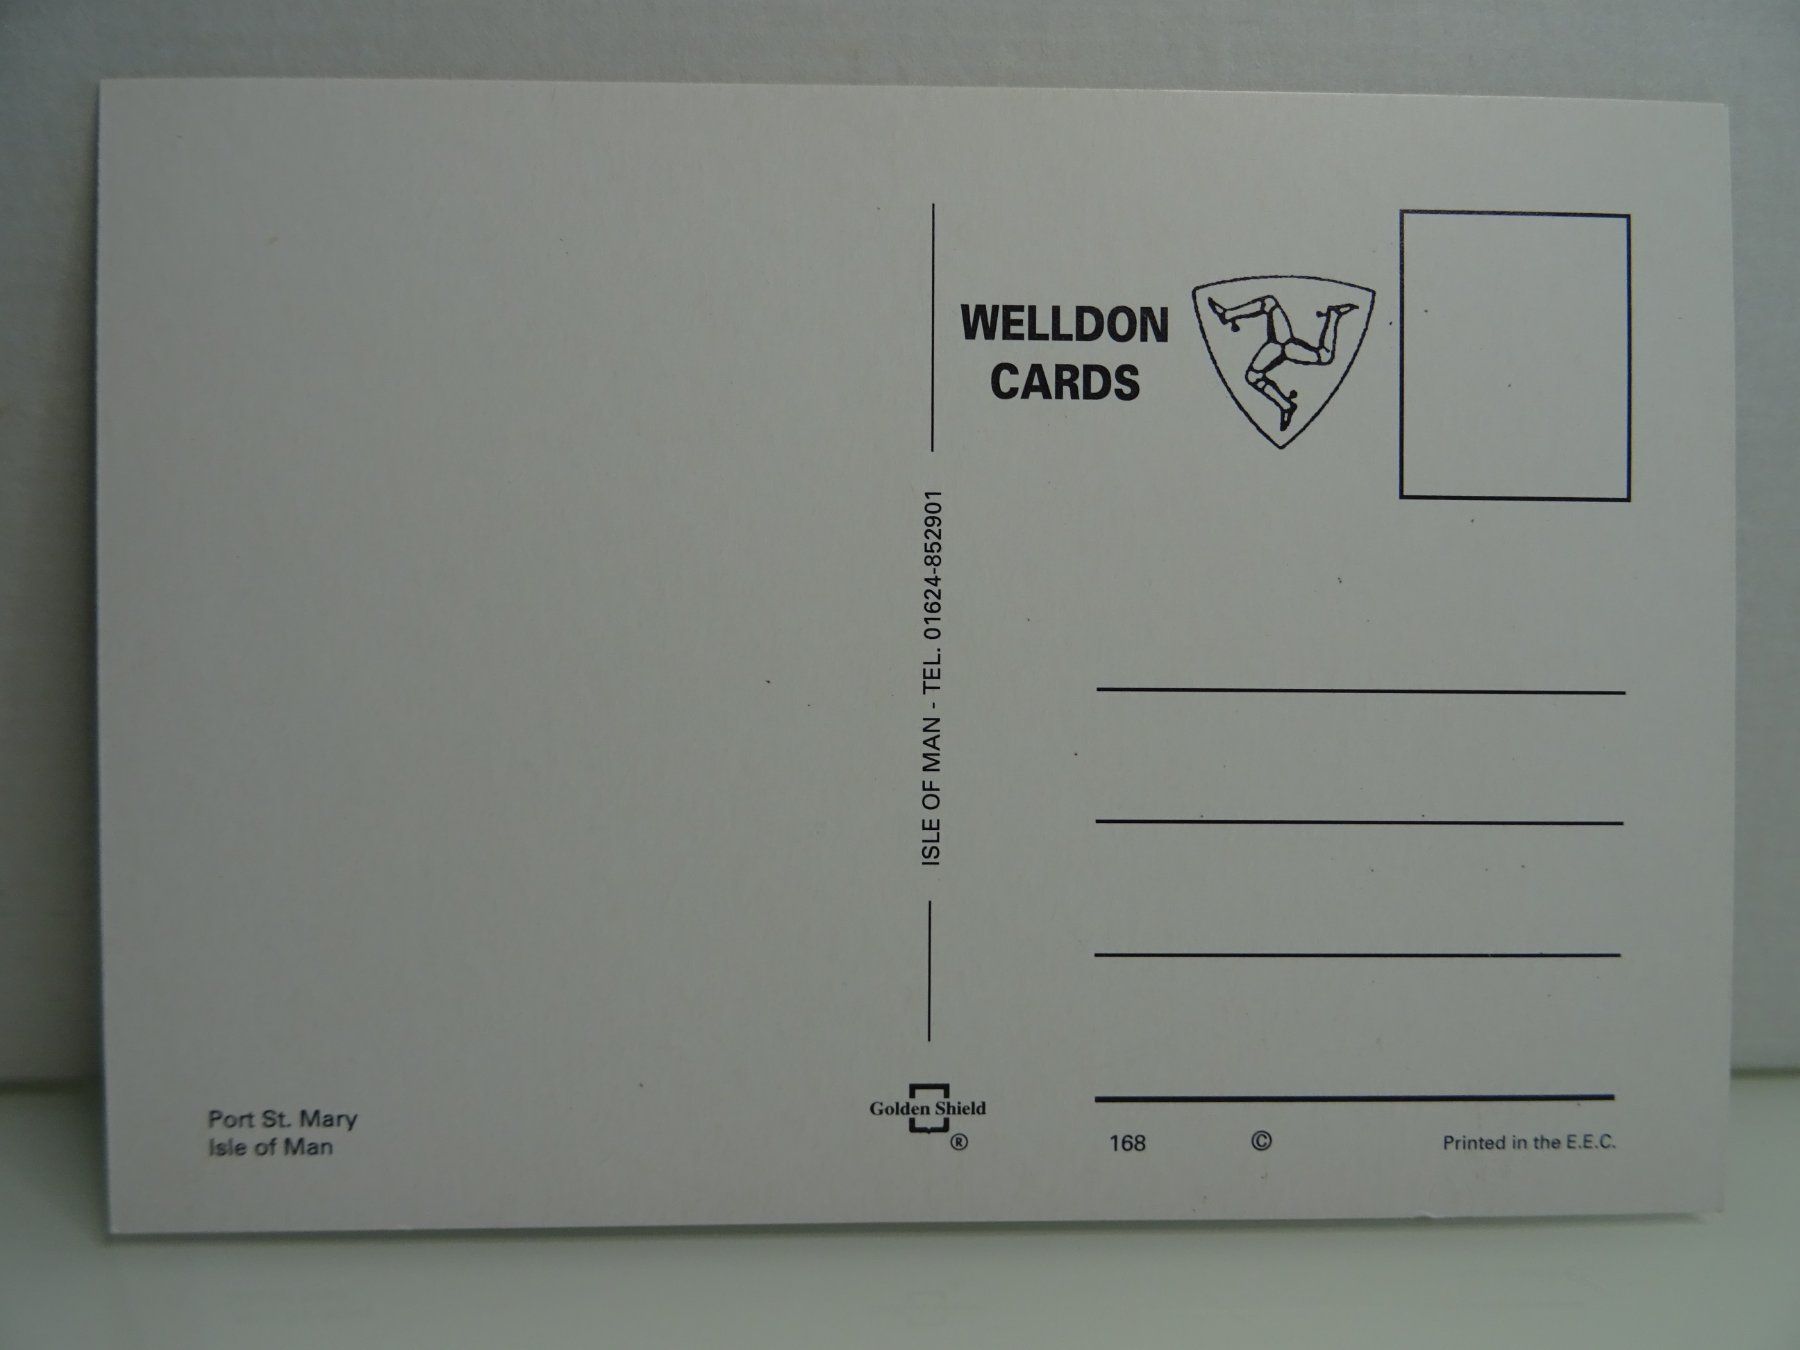 WELLDON
CARDS
ISLE OF MAN - TEL. 01624-852901
Port St. Mary
Isle of Man
Golden Shield
®
168
©
Printed in the E.E.C.